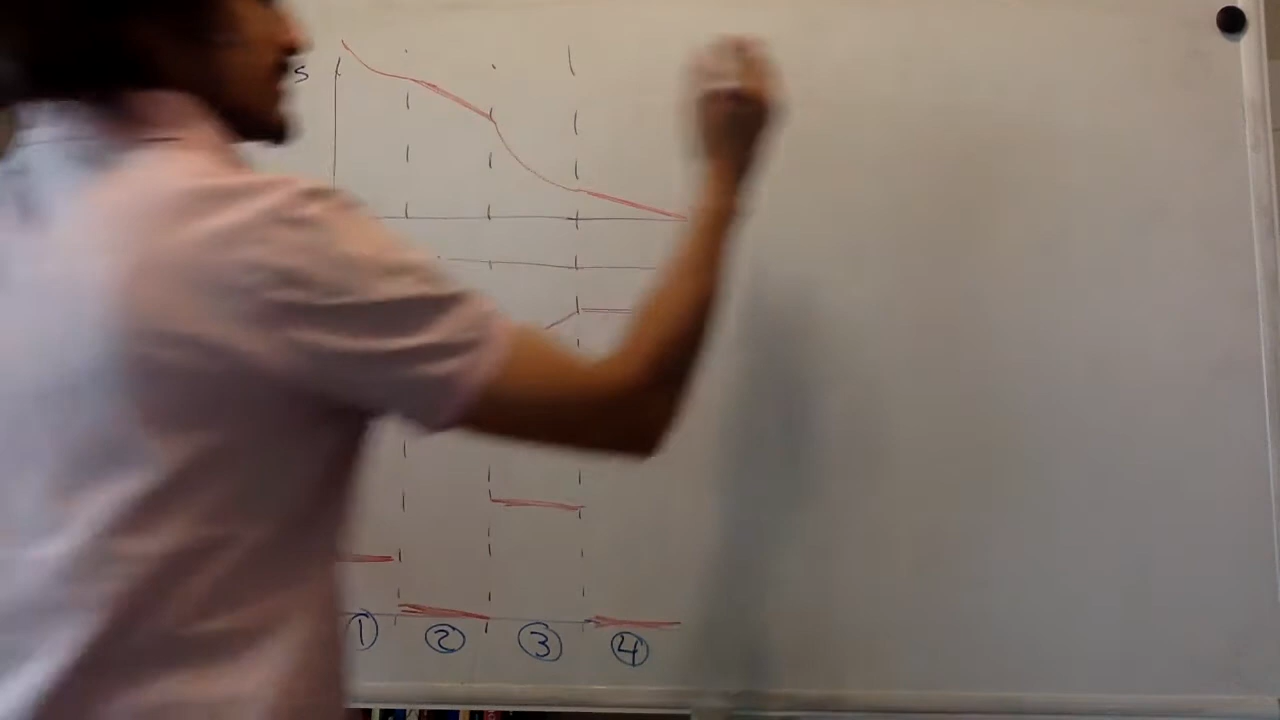 s
① ② ③ ④